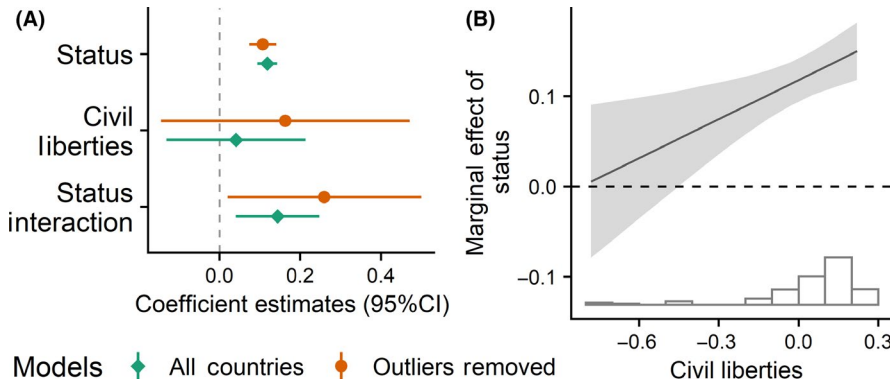 (A)
Status
Civil
liberties
Status
interaction
0.0 0.2 0.4
Coefficient estimates (95%CI)
Models All countries Outliers removed
(B)
Marginal effect of
status
0.1
0.0
−0.1
−0.6 −0.3 0.0 0.3
Civil liberties